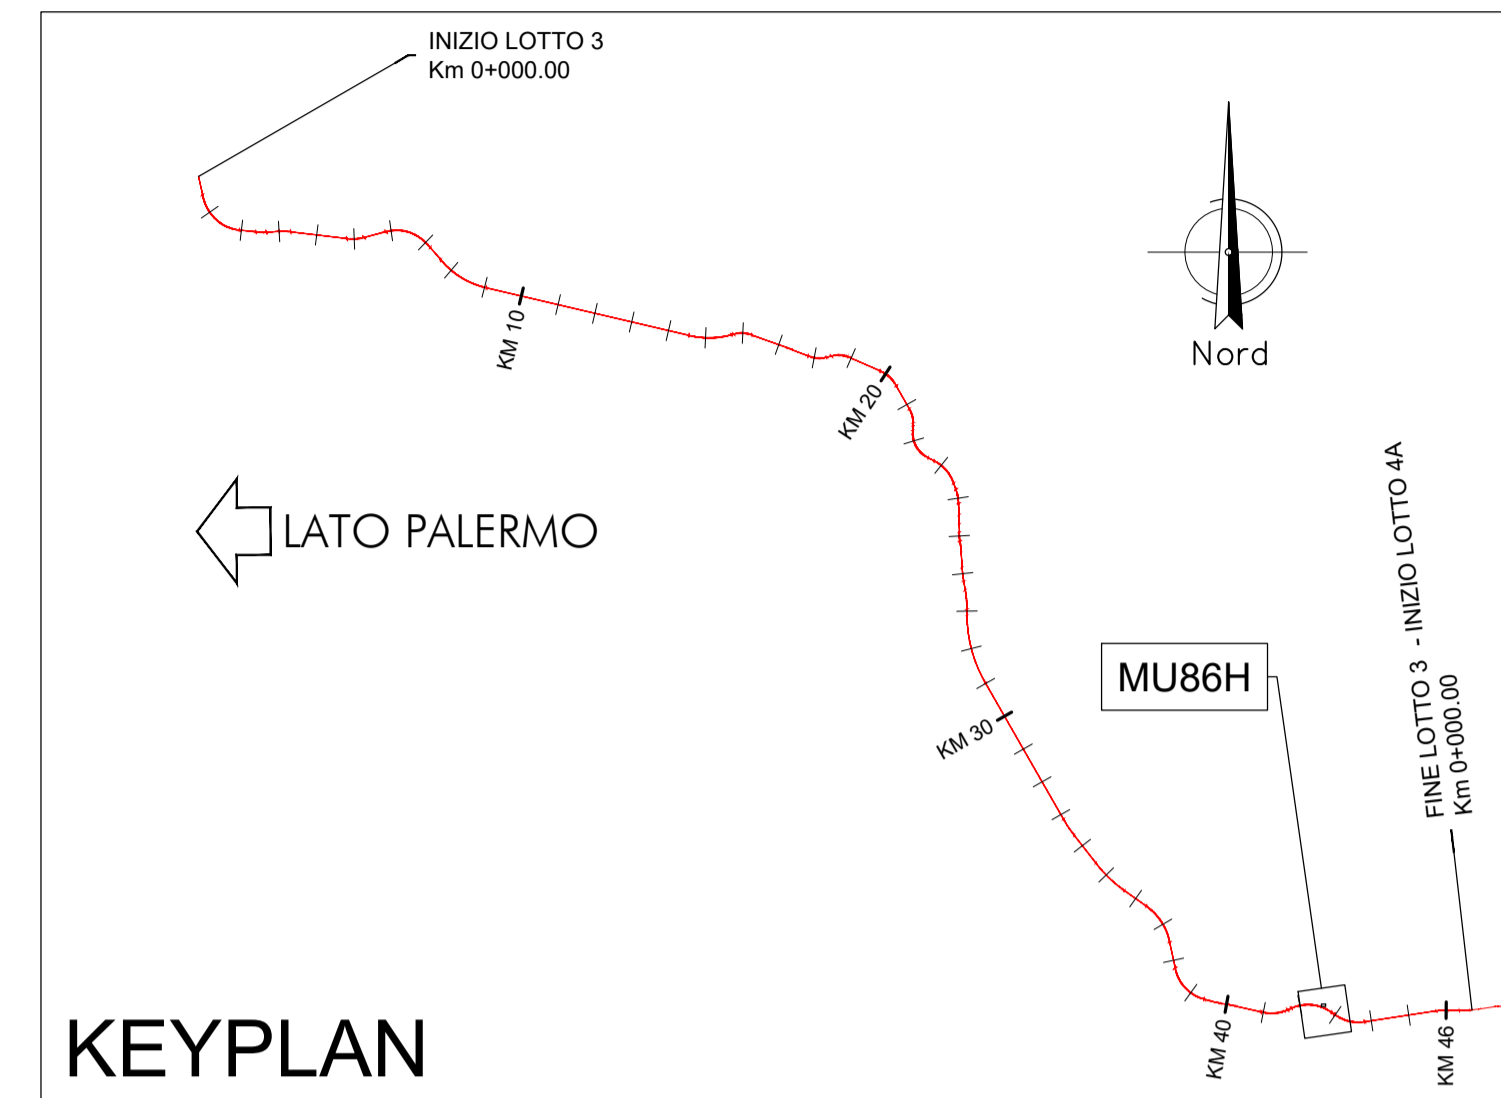 INIZIO LOTTO 3
Km 0+000.00
Nord
KM 10
KM 20
LATO PALERMO
FINE LOTTO 3 - INIZIO LOTTO 4A
Km 0+000.00
MU86H
KM 30
KM 40
KM 46
KEYPLAN